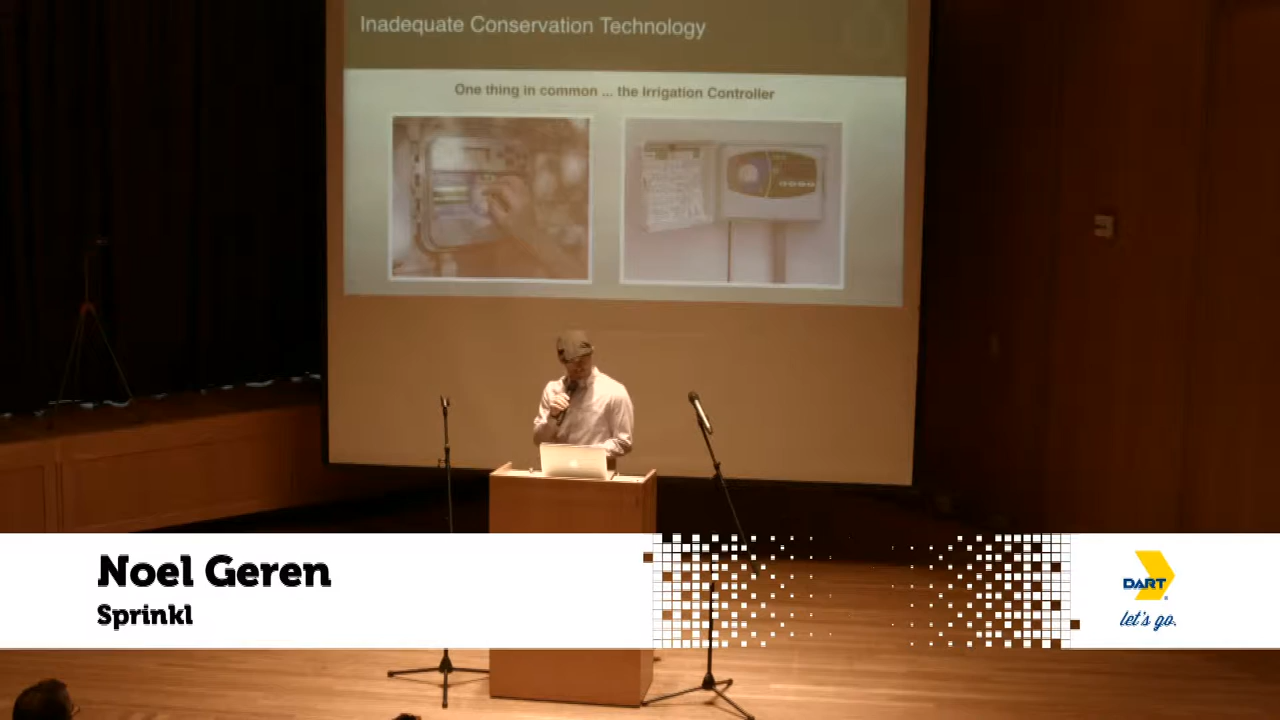 Inadequate Conservation Technology
One thing in common ... the Irrigation Controller
Noel Geren
Sprinkl
DART
let's go.